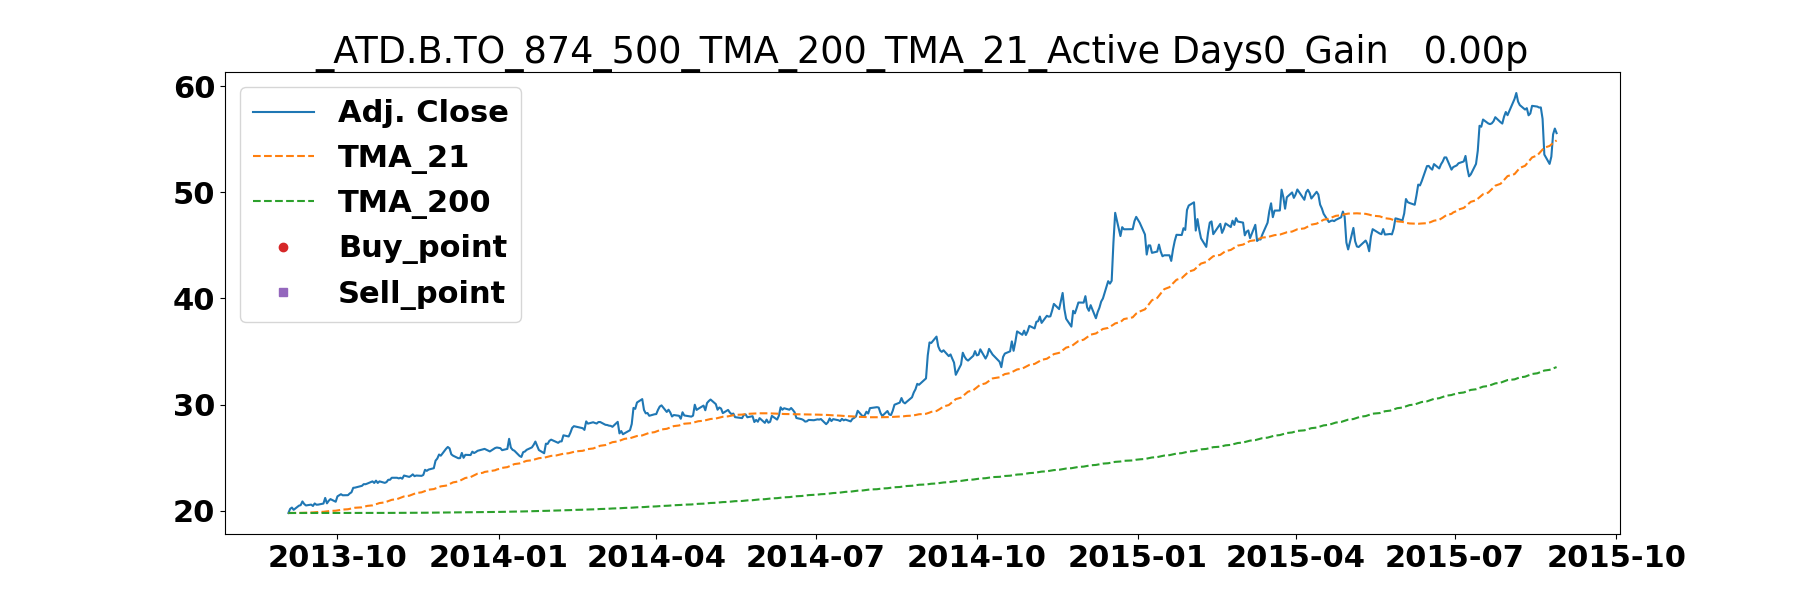 _ATD.B.TO_874_500_TMA_200_TMA_21_Active Days0_Gain   0.00p
60
50
40
30
20
Adj. Close
TMA_21
TMA_200
Buy_point
Sell_point
2013-10 2014-01 2014-04 2014-07 2014-10 2015-01 2015-04 2015-07 2015-10